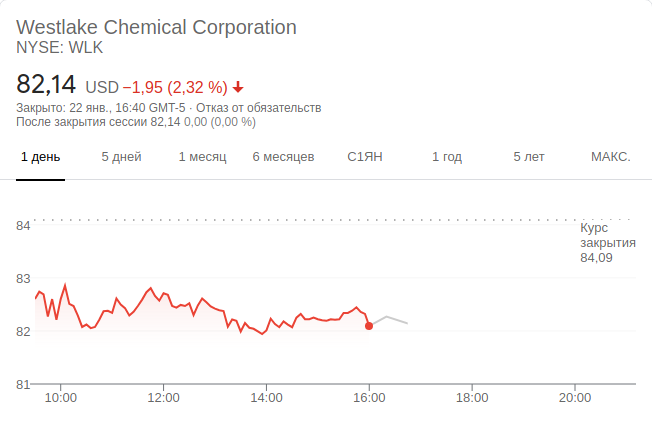 Westlake Chemical Corporation
NYSE: WLK
82,14 USD −1,95 (2,32 %)
Закрыто: 22 янв., 16:40 GMT-5 · Отказ от обязательств
После закрытия сессии 82,14 0,00 (0,00 %)
1 день 5 дней 1 месяц 6 месяцев С1ЯН 1 год 5 лет МАКС.
84
Курс
закрытия
84,09
83
82
81
10:00 12:00 14:00 16:00 18:00 20:00